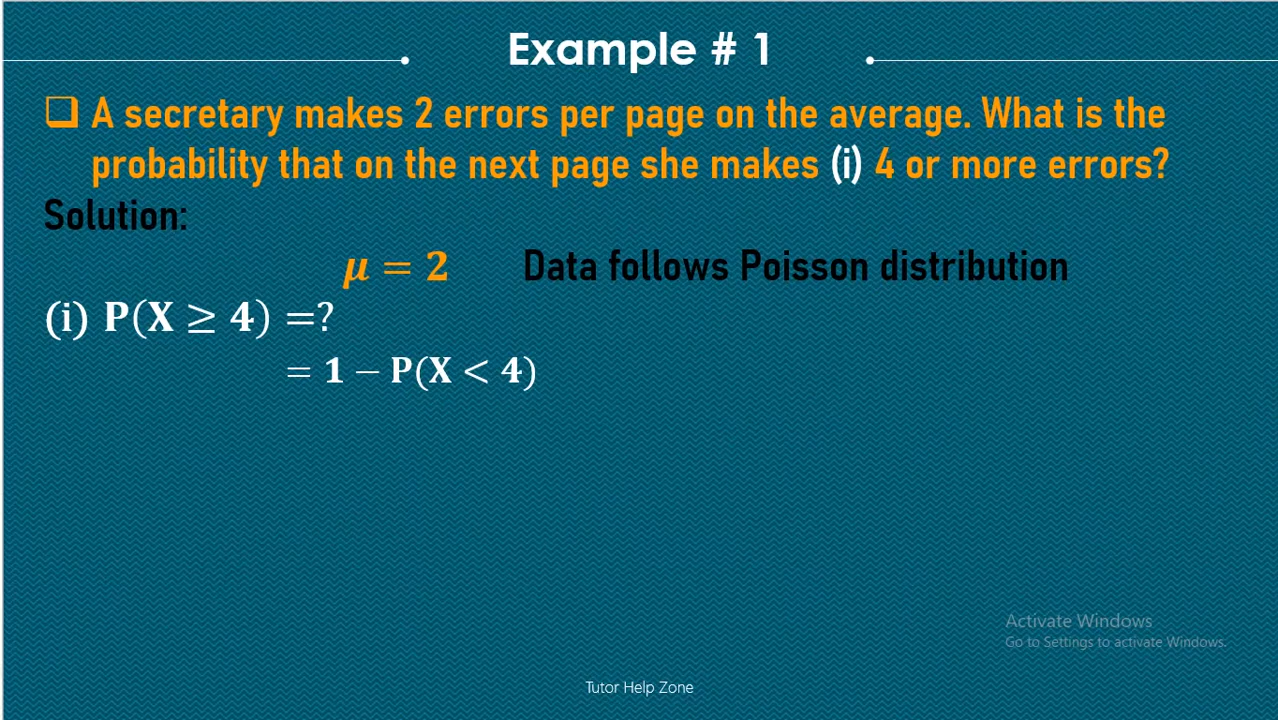 Example # 1
❑ A secretary makes 2 errors per page on the average. What is the
probability that on the next page she makes (i) 4 or more errors?
Solution:
μ = 2 Data follows Poisson distribution
(i) P(X ≥ 4) =?
= 1 − P(X < 4)
Activate Windows
Go to Settings to activate Windows.
Tutor Help Zone